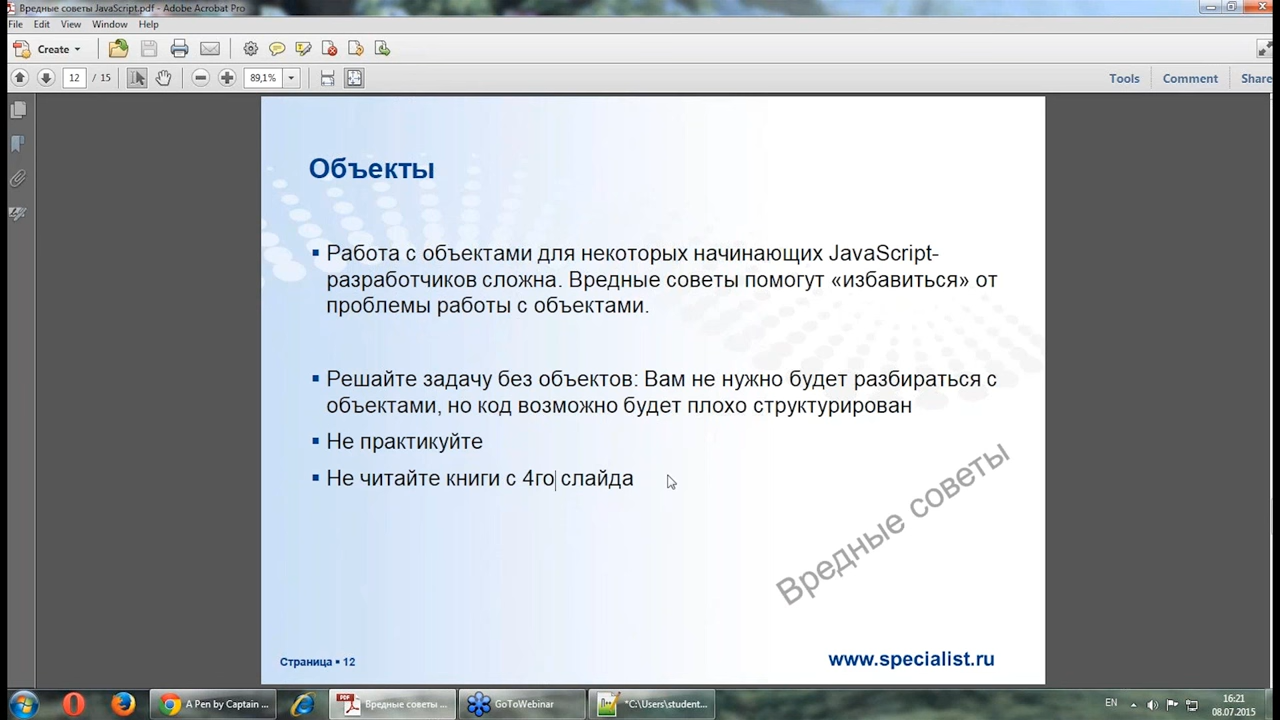 Вредные советы JavaScript.pdf - Adobe Acrobat Pro
File Edit View Window Help
Create
12 / 15 89,1% Tools Comment Share
Объекты
▪ Работа с объектами для некоторых начинающих JavaScript-
разработчиков сложна. Вредные советы помогут «избавиться» от
проблемы работы с объектами.
▪ Решайте задачу без объектов: Вам не нужно будет разбираться с
объектами, но код возможно будет плохо структурирован
▪ Не практикуйте
▪ Не читайте книги с 4го слайда
Вредные советы
Страница ▪ 12
www.specialist.ru
A Pen by Captain ... Вредные советы ... GoToWebinar *C:\Users\student... EN 16:21
08.07.2015